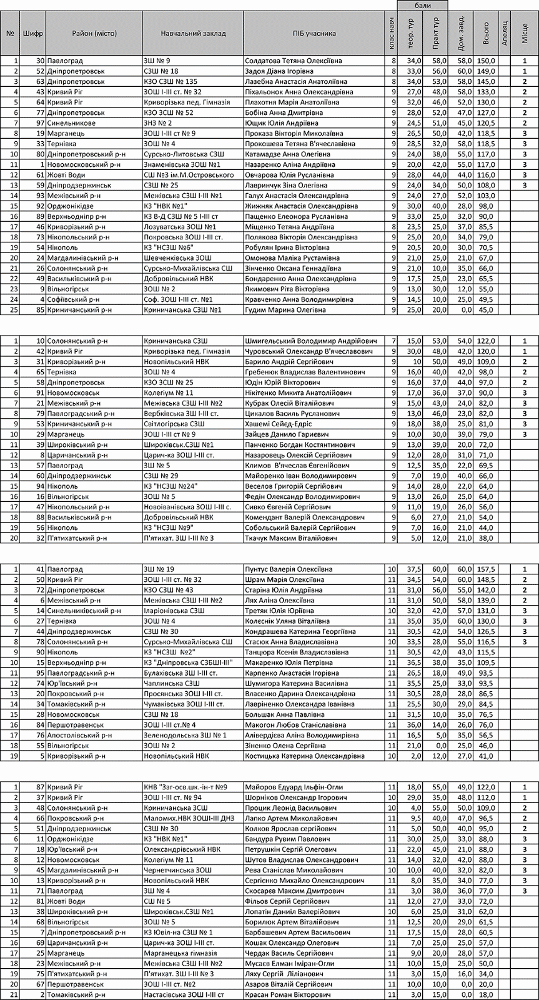 бали
№ Шифр Район (місто) Навчальний заклад ПІБ учасника клас навч теор. тур Практ тур Дом. завд. Всього Апеляц Місце
1 30 Павлоград ЗШ № 9 Солдатова Тетяна Олексіївна 8 34,0 58,0 58,0 150,0 1
2 52 Дніпропетровськ СЗШ № 18 Задоя Діана Ігорівна 8 33,0 56,0 60,0 149,0 1
3 63 Дніпропетровськ КЗО СЗШ № 135 Лазебна Анастасія Анатоліївна 8 34,0 53,0 58,0 145,0 2
4 43 Кривий Ріг ЗОШ І-ІІІ ст. № 32 Піхальонок Анна Олександрівна 9 27,0 48,0 58,0 133,0 2
5 64 Кривий Ріг Криворізька пед. Гімназія Плахотня Марія Анатоліївна 9 32,0 46,0 52,0 130,0 2
6 77 Дніпропетровськ КЗО ЗСШ № 52 Бобіна Анна Дмитрівна 9 28,0 52,0 47,0 127,0 2
7 97 Синельникове ЗНЗ № 2 Ющик Юлія Андріївна 9 24,5 51,0 45,0 120,5 2
8 19 Марганець ЗОШ І-ІІІ ст № 9 Проказа Вікторія Миколаївна 9 26,5 50,0 42,0 118,5 3
9 33 Тернівка ЗОШ № 4 Прокошева Тетяна В'ячеславівна 9 28,5 32,0 58,0 118,5 3
10 80 Дніпропетровський р-н Сурсько-Литовська СЗШ Катамадзе Анна Олегівна 9 24,0 38,0 55,0 117,0 3
11 1 Новомосковський р-н Знаменівська ЗОШ №1 Назаренко Аліна Андріївна 9 20,0 42,0 55,0 117,0 3
12 61 Жовті Води СШ №3 ім.М.Островського Овчарова Юлія Русланівна 9 28,0 44,0 44,0 116,0 3
13 59 Дніпродзержинськ СЗШ № 25 Лавринчук Зіна Олегівна 9 24,0 34,0 50,0 108,0 3
14 93 Межівський р-н Межівська СЗШ І-ІІІ №1 Галух Анастасія Олександрівна 9 24,0 27,0 52,0 103,0
15 92 Орджонікідзе КЗ "НВК №1" Жижняк Анастасія Олександрівна 9 30,0 40,0 28,0 98,0
16 89 Верхньодніпр р-н КЗ В-Д СЗШ № 5 І-ІІІ ст Пащенко Елеонора Русланівна 9 33,0 25,0 32,0 90,0
17 46 Криворізький р-н Лозуватська ЗОШ №1 Міщенко Тетяна Андріївна 8 23,5 25,0 37,0 85,5
18 73 Нікопольський р-н Покровська ЗОШ І-ІІІ ст. Полякова Вікторія Олександрівна 9 25,0 20,0 34,0 79,0
19 54 Нікополь КЗ "НСЗШ №6" Робулян Ірина Вікторівна 9 20,5 20,0 30,0 70,5
20 24 Магдалинівський р-н Шевченківська ЗОШ Омонова Маліка Рустамівна 9 21,0 25,0 21,0 67,0
21 26 Солонянський р-н Сурсько-Михайлівська СШ Зінченко Оксана Геннадіївна 9 21,0 10,0 35,0 66,0
22 49 Васильківський р-н Добровільський НВК Бондаренко Анна Олександрівна 9 17,5 25,0 23,0 65,5
23 9 Вільногірськ ЗОШ № 2 Якимович Ріта Вікторівна 9 13,0 30,0 12,0 55,0
24 4 Софіївський р-н Соф. ЗОШ І-ІІІ ст. №1 Кравченко Анна Володимирівна 9 14,5 10,0 25,0 49,5
25 85 Криничанський р-н Криничанська СЗШ №1 Гудим Марина Олегівна 9 25,0 20,0 0,0 45,0
1 10 Солонянський р-н Криничанська СЗШ Шмигельський Володимир Андрійович 7 15,0 53,0 54,0 122,0 1
2 42 Кривий Ріг Криворізька пед. Гімназія Чуровський Олександр В'ячеславович 9 30,0 48,0 42,0 120,0 1
3 31 Криворізький р-н Новопільський НВК Барило Андрій Сергійович 9 10 50,0 49,0 109,0 2
4 65 Тернівка ЗОШ № 4 Гребенюк Владислав Валентинович 9 16,0 40,0 42,0 98,0 2
5 58 Дніпропетровськ КЗО ЗСШ № 25 Юдін Юрій Вікторович 9 16,0 37,0 44,0 97,0 2
6 91 Новомосковськ Колегіум № 11 Нікітенко Микита Анатолійович 9 17,0 36,0 37,0 90,0 3
7 21 Межівський р-н Межівська СЗШ І-ІІІ №2 Кубрак Олесій Віталійович 9 15,0 43,0 24,0 82,0 3
8 79 Павлоградський р-н Вербківська ЗШ І-ІІІ ст. Цикалов Василь Русланович 9 13,0 46,0 23,0 82,0 3
9 53 Криничанський р-н Світлогірська СЗШ Хашемі Сейєд-Едріс 9 18,0 38,0 25,0 81,0 3
10 29 Марганець ЗОШ І-ІІІ ст № 9 Зайцев Данило Гариєвич 9 10,0 30,0 39,0 79,0 3
11 39 Широківський р-н Широківськ.СЗШ №1 Панченко Богдан Костянтинович 9 13,0 39,0 20,0 72,0
12 8 Царичанський р-н Царич-ка ЗОШ І-ІІІ ст. Назаровець Олексій Сергійович 9 12,0 28,0 31,0 71,0
13 57 Павлоград ЗШ № 5 Климов В'ячеслав Євгенійович 9 12,5 35,0 22,0 69,5
14 60 Дніпродзержинськ СЗШ № 29 Майоренко Іван Володимирович 9 7,0 19,0 40,0 66,0
15 94 Нікополь КЗ "НСЗШ №24" Веселов Григорій Сергійович 9 14,0 28,0 22,0 64,0
16 16 Вільногірськ ЗОШ № 5 Федін Олександр Володимирович 9 13,0 26,0 25,0 64,0
17 47 Нікопольський р-н Новоіванівська ЗОШ І-ІІІ с. Сивко Євгеній Сергійович 9 11,0 19,0 26,0 56,0
18 88 Васильківський р-н Добровільський НВК Комендант Валерій Олександрович 9 6,0 27,0 21,0 54,0
19 56 Нікополь КЗ "НСЗШ №9" Собольський Валерій Сергійович 9 7,0 16,0 21,0 44,0
20 32 П'ятихатський р-н П'ятихат. ЗШ І-ІІІ № 3 Ткачук Максим Віталійович 9 5,0 12,0 21,0 38,0
1 41 Павлоград ЗШ № 19 Пунтус Валерія Олексіївна 10 37,5 60,0 60,0 157,5 1
2 50 Кривий Ріг ЗОШ І-ІІІ ст. № 32 Шрам Марія Олексіївна 11 34,5 54,0 60,0 148,5 2
3 72 Дніпропетровськ КЗО СЗШ № 43 Старіна Юлія Андріївна 11 31,0 56,0 55,0 142,0 2
4 6 Межівський р-н Межівська СЗШ І-ІІІ №2 Лях Аліна Олексіївна 11 31,0 50,0 58,0 139,0 2
5 14 Синельниківський р-н Іларіонівська СЗШ Третяк Юлія Юріївна 10 32,0 42,0 57,0 131,0 3
6 27 Тернівка ЗОШ № 4 Колєснік Уляна Віталіївна 11 35,0 35,0 60,0 130,0 3
7 44 Дніпродзержинськ СЗШ № 30 Кондрашева Катерина Георгіївна 11 30,5 42,0 54,0 126,5 3
8 78 Солонянський р-н Сурсько-Михайлівська СШ Стасюк Анна Владиславівна 10 33,5 28,0 55,0 116,5 3
9 90 Нікополь КЗ "НСЗШ №2" Танцюра Ксенія Владиславівна 11 30,5 42,0 43,0 115,5
10 15 Верхньодніпр р-н КЗ "Дніпровська СЗБШІ-ІІІ" Макаренко Юлія Петрівна 11 36,5 38,0 35,0 109,5
11 95 Павлоградський р-н Булахівська ЗШ І-ІІІ ст. Карпенко Анастасія Ігорівна 11 26,5 18,0 49,0 93,5
12 74 Юр'ївський р-н Чаплинська СЗШ Шумигора Катерина Василівна 11 35,5 25,0 33,0 93,5
13 20 Покровський р-н Просянська ЗОШ І-ІІІ ст. Власенко Дарина Олександрівна 11 30,5 28,0 28,0 86,5
14 34 Томаківський р-н Чумаківська ЗОШ І-ІІІ ст. Лавріненко Олександра Іванівна 11 25,5 30,0 29,0 84,5
15 28 Новомосковськ СЗШ № 18 Большак Анна Павлівна 11 31,5 10,0 35,0 76,5
16 84 Першотравенськ ЗОШ І-ІІІ ст.№ 4 Макогон Любов Станіславівна 11 36,0 14,0 26,0 76,0
17 76 Апостолівський р-н Зеленодольська ЗШ № 1 Алівердієва Аліна Володимирівна 11 16,5 5,0 35,0 56,5
18 55 Вільногірськ ЗОШ № 2 Зіненко Олена Сергіївна 11 21,0 0,0 25,0 46,0
19 5 Криворізький р-н Новопільський НВК Костицька Катерина Олександрівна 10 2,0 12,0 27,0 41,0
1 87 Кривий Ріг КНВ "Заг-осв.шк.-ін-т №9 Майоров Едуард Ільфін-Огли 11 18,0 55,0 49,0 122,0 1
2 37 Кривий Ріг ЗОШ І-ІІІ ст. № 94 Шорніков Олександр Ігорович 10 29,0 35,0 48,0 112,0 1
3 48 Солонянський р-н Криничанська ЗСШ Процик Леонід Васильович 10 4,0 55,0 50,0 109,0 2
4 66 Покровський р-н Маломих.НВК ЗОШІ-ІІІ ДНЗ Лапко Артем Миколайович 11 9,5 40,0 47,0 96,5 2
5 51 Дніпродзержинськ СЗШ № 30 Колков Ярослав сергійович 11 5,0 50,0 40,0 95,0 2
6 11 Орджонікідзе КЗ "НВК №1" Бандура Рувим Павлович 11 30,0 25,0 33,0 88,0 3
7 18 Юр'ївський р-н Олександрівський НВК Петрушкін Сергій Олегович 11 22,0 45,0 21,0 88,0 3
8 12 Новомосковськ Колегіум № 11 Шутов Владислав Олександрович 11 14,0 32,0 42,0 88,0 3
9 45 Магдалинівський р-н Чернетчинська ЗОШ Рева Станіслав Миколайович 10 10,0 40,0 32,0 82,0 3
10 13 Криворізький р-н Новопільський НВК Сергієнко Михайло Олександрович 11 8,0 35,0 34,0 77,0 3
11 71 Павлоград ЗШ № 4 Скосарєв Максим Дмитрович 11 3,0 38,0 36,0 77,0 3
12 81 Жовті Води СШ № 5 Фільов Сергій Сергійович 11 12,0 27,0 33,0 72,0
13 38 Широківський р-н Широківськ.СЗШ №1 Лопатін Данийл Валерійович 10 6,0 25,0 31,0 62,0
14 68 Вільногірськ ЗОШ № 5 Борилюк Артем Віталійович 11 12,5 20,0 29,0 61,5
15 7 Дніпропетровський р-н КЗ Ювіл-на СЗШ № 1 Барбашевич Артем Васильович 11 17,5 15,0 28,0 60,5
16 69 Царичанський р-н Царич-ка ЗОШ І-ІІІ ст. Кошак Олександр Олегович 11 7,0 25,0 25,0 57,0
17 25 Марганець Марганецька гімназія Чердак Василь Сергійович 11 9,0 20,0 28,0 57,0
18 23 Межівський р-н Межівська СЗШ І-ІІІ №2 Мусаєв Елман Іміран-Огли 11 10,0 15,0 25,0 50,0
19 75 П'ятихатський р-н П'ятихат. ЗШ І-ІІІ № 3 Ляху Сергій Ліліанович 11 3,0 15,0 16,0 34,0
20 67 Першотравенськ ЗОШ І-ІІІ ст. №2 Азаров Віталій Сергійович 11 10,0 10,0 0,0 20,0
21 2 Томаківський р-н Настасівська ЗОШ І-ІІІ ст Красан Роман Вікторович 11 3,0 15,0 0,0 18,0